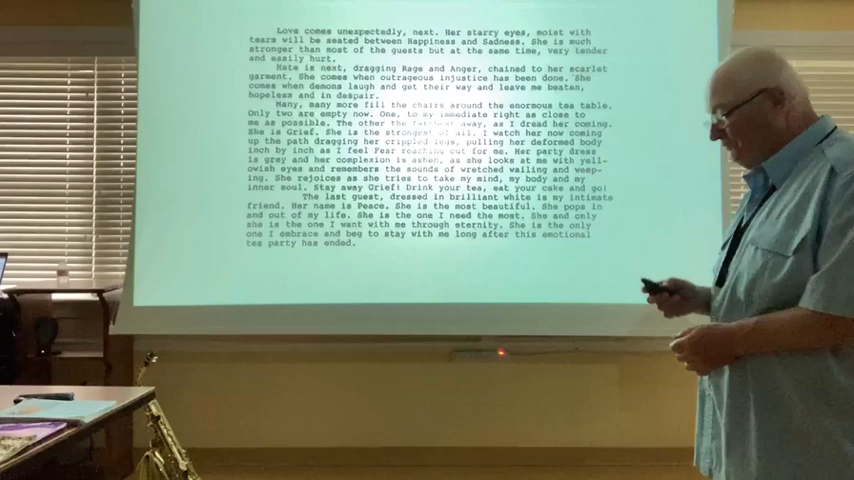 Love comes unexpectedly, next. Her starry eyes, moist with
tears will be seated between Happiness and Sadness. She is much
stronger than most of the guests but at the same time, very tender
and easily hurt.
Hate is next, dragging Rage and Anger, chained to her scarlet
garment. She comes when outrageous injustice has been done. She
comes when demons laugh and get their way and leave me beaten,
hopeless and in despair.
Many, many more fill the chairs around the enormous tea table.
Only two are empty now. One, to my immediate right as close to
me as possible. The other the farthest away, as I dread her coming.
She is Grief. She is the strongest of all. I watch her now coming
up the path dragging her crippled legs, pulling her deformed body
inch by inch as I feel Fear reaching out for me. Her party dress
is grey and her complexion is ashen, as she looks at me with yell-
owish eyes and remembers the sounds of wretched wailing and weep-
ing. She rejoices as she tries to take my mind, my body and my
inner soul. Stay away Grief! Drink your tea, eat your cake and go!
The last guest, dressed in brilliant white is my intimate
friend. Her name is Peace. She is the most beautiful. She pops in
and out of my life. She is the one I need the most. She and only
she is the one I want with me through eternity. She is the only
one I embrace and beg to stay with me long after this emotional
tea party has ended.